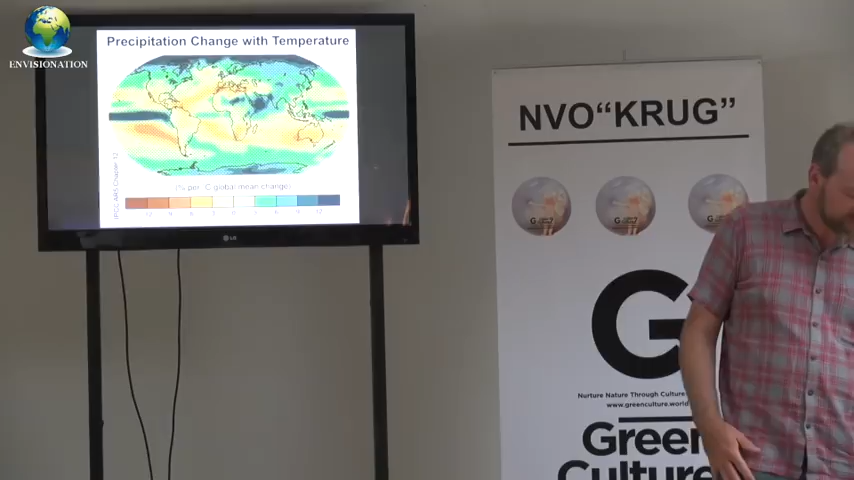 ENVISIONATION
Precipitation Change with Temperature
IPCC AR5 Chapter 12
(% per °C global mean change)
LG
NVO“KRUG”
G
Nurture Nature Through Culture
www.greenculture.world
Green
Culture